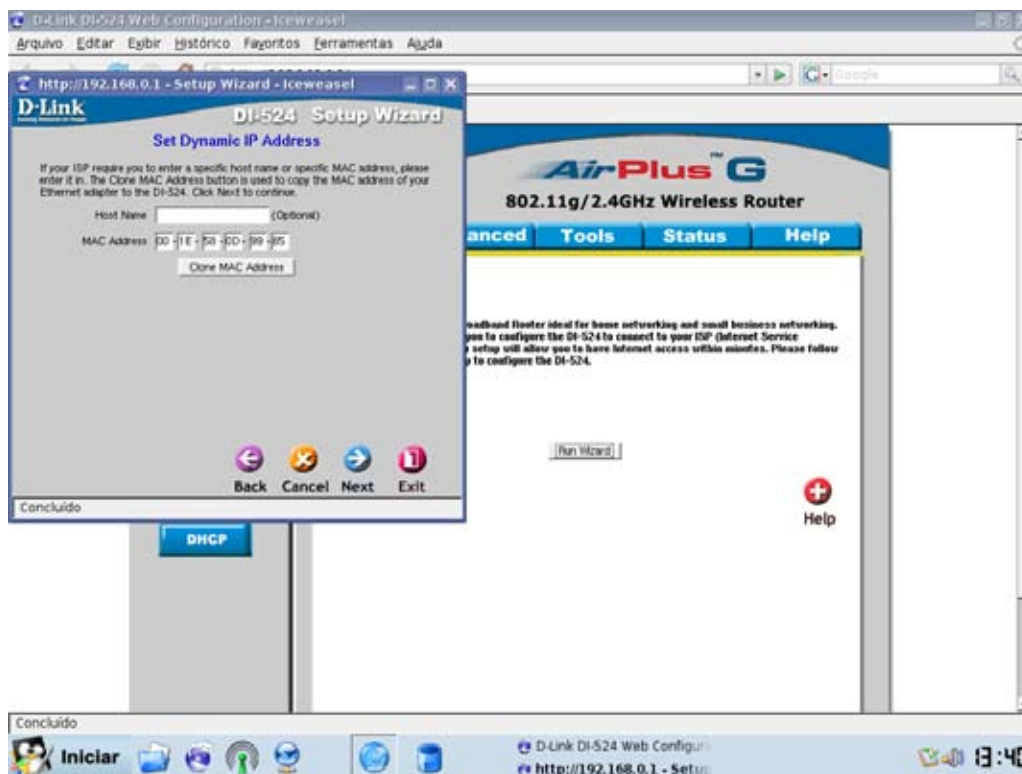 D-Link DI-524 Web Configuration - Iceweasel
Arquivo Editar Exibir Histórico Favoritos Ferramentas Ajuda
Google
http://192.168.0.1 - Setup Wizard - Iceweasel
D-Link
DI-524 Setup Wizard
Set Dynamic IP Address
If your ISP require you to enter a specific host name or specific MAC address, please
enter it in. The Clone MAC Address button is used to copy the MAC address of your
Ethernet adapter to the DI-524. Click Next to continue.
Host Name (Optional)
MAC Address 00 - 1E - 58 - - 99 - 85
Clone MAC Address
Back Cancel Next Exit
Concluído
AirPlus G
TM
802.11g/2.4GHz Wireless Router
anced Tools Status Help
oadband Router ideal for home networking and small business networking.
you to configure the DI-524 to connect to your ISP (Internet Service
setup will allow you to have Internet access within minutes. Please follow
p to configure the DI-524.
Run Wizard
Help
DHCP
Concluído
Iniciar
D-Link DI-524 Web Configur
http://192.168.0.1 - Setup
13:40